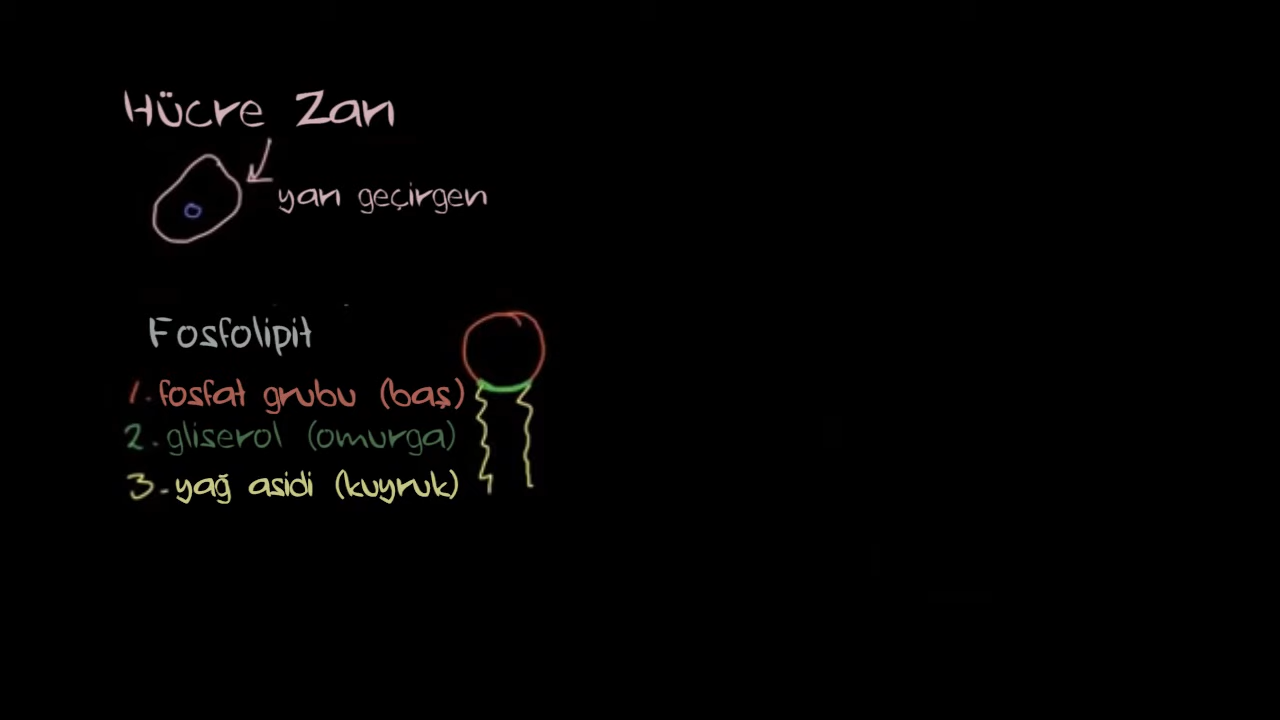 Hücre Zarı
yarı geçirgen
Fosfolipit
1. fosfat grubu (baş)
2. gliserol (omurga)
3. yağ asidi (kuyruk)